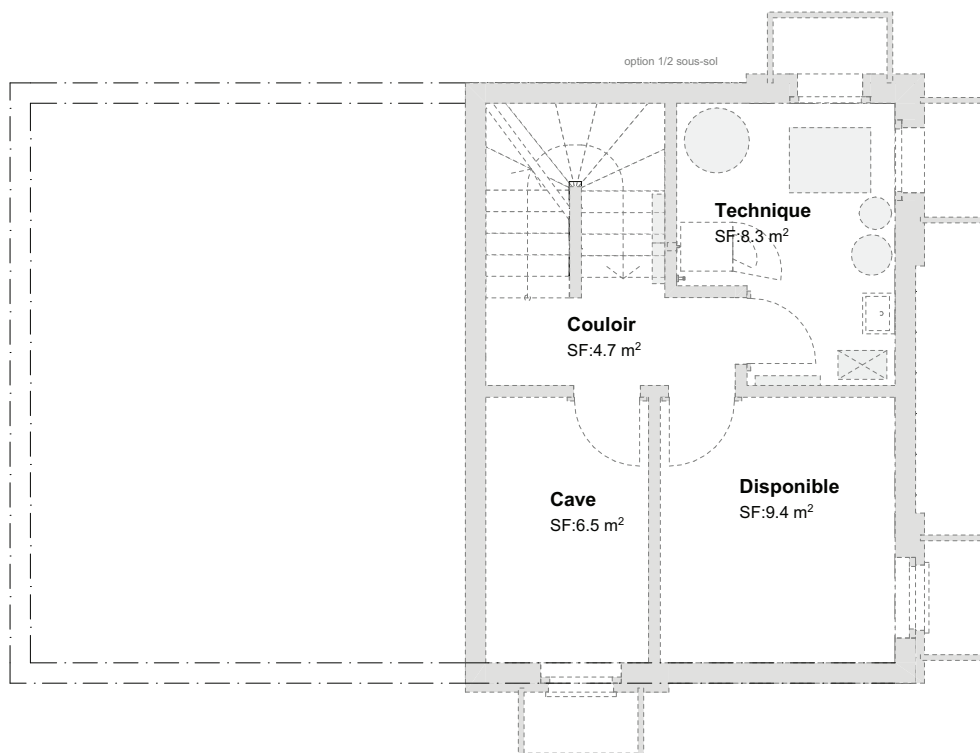 option 1/2 sous-sol
Technique
SF:8.3 m²
Couloir
SF:4.7 m²
Cave
SF:6.5 m²
Disponible
SF:9.4 m²